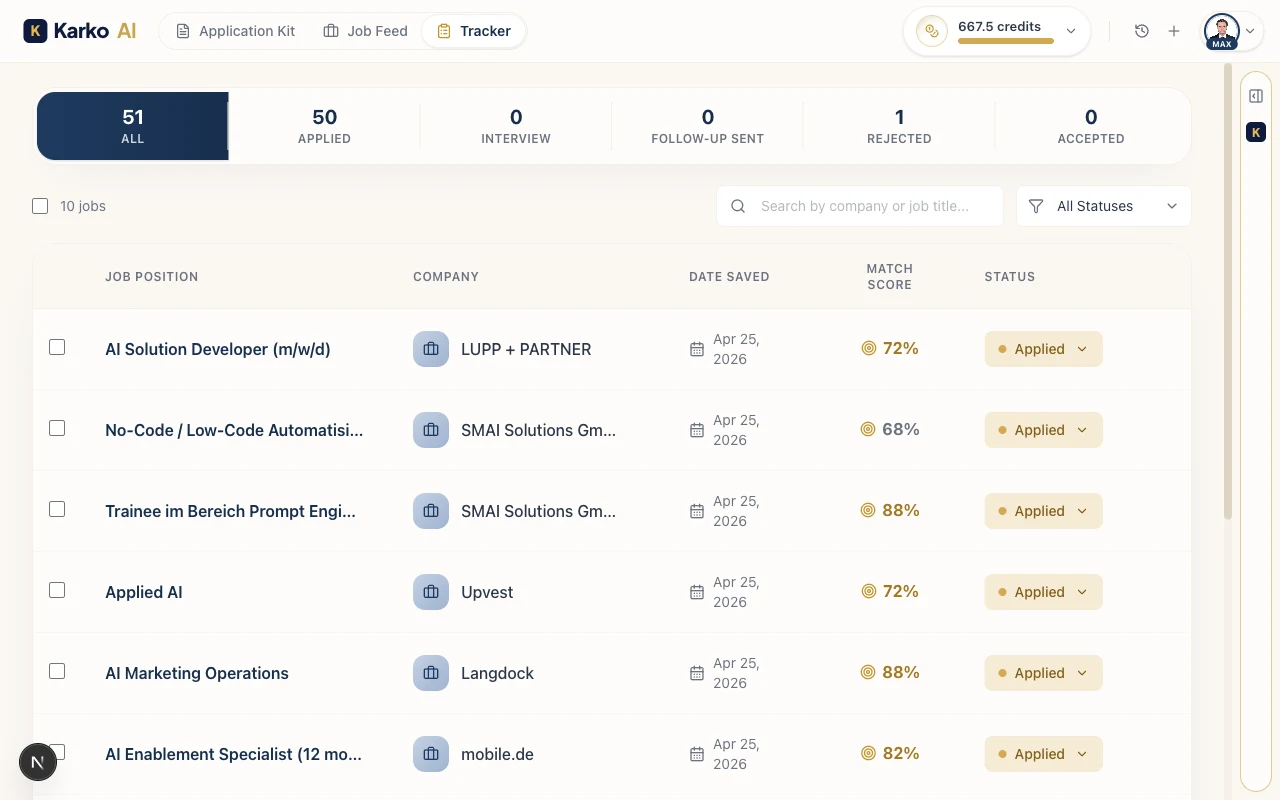 K Karko AI
Application Kit
Job Feed
Tracker
667.5 credits
MAX
51
ALL
50
APPLIED
0
INTERVIEW
0
FOLLOW-UP SENT
1
REJECTED
0
ACCEPTED
K
10 jobs
Search by company or job title...
All Statuses
JOB POSITION
COMPANY
DATE SAVED
MATCH
SCORE
STATUS
AI Solution Developer (m/w/d)
LUPP + PARTNER
Apr 25,
2026
72%
Applied
No-Code / Low-Code Automatisi...
SMAI Solutions Gm...
Apr 25,
2026
68%
Applied
Trainee im Bereich Prompt Engi...
SMAI Solutions Gm...
Apr 25,
2026
88%
Applied
Applied AI
Upvest
Apr 25,
2026
72%
Applied
AI Marketing Operations
Langdock
Apr 25,
2026
88%
Applied
AI Enablement Specialist (12 mo...
mobile.de
Apr 25,
2026
82%
Applied
N